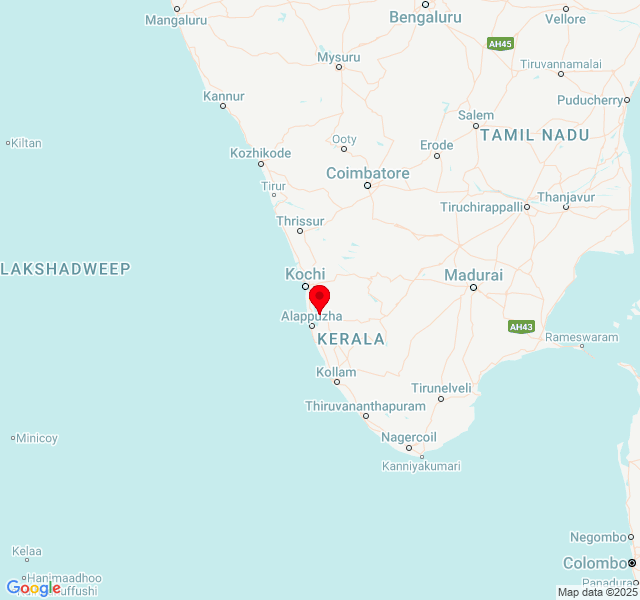 Mangaluru
Bengaluru
Vellore
AH45
Mysuru
Tiruvannamalai
Kannur
Puducherry
Salem
TAMIL NADU
Kiltan
Ooty
Erode
Kozhikode
Coimbatore
Tirur
Thanjavur
Tiruchirappalli
Thrissur
LAKSHADWEEP
Kochi
Madurai
Alappuzha
AH43
KERALA
Rameswaram
Kollam
Tirunelveli
Thiruvananthapuram
Minicoy
Nagercoil
Kanniyakumari
Negombo
Kelaa
Colombo
Hanimaadhoo
Panadura
Google
Map data ©2025